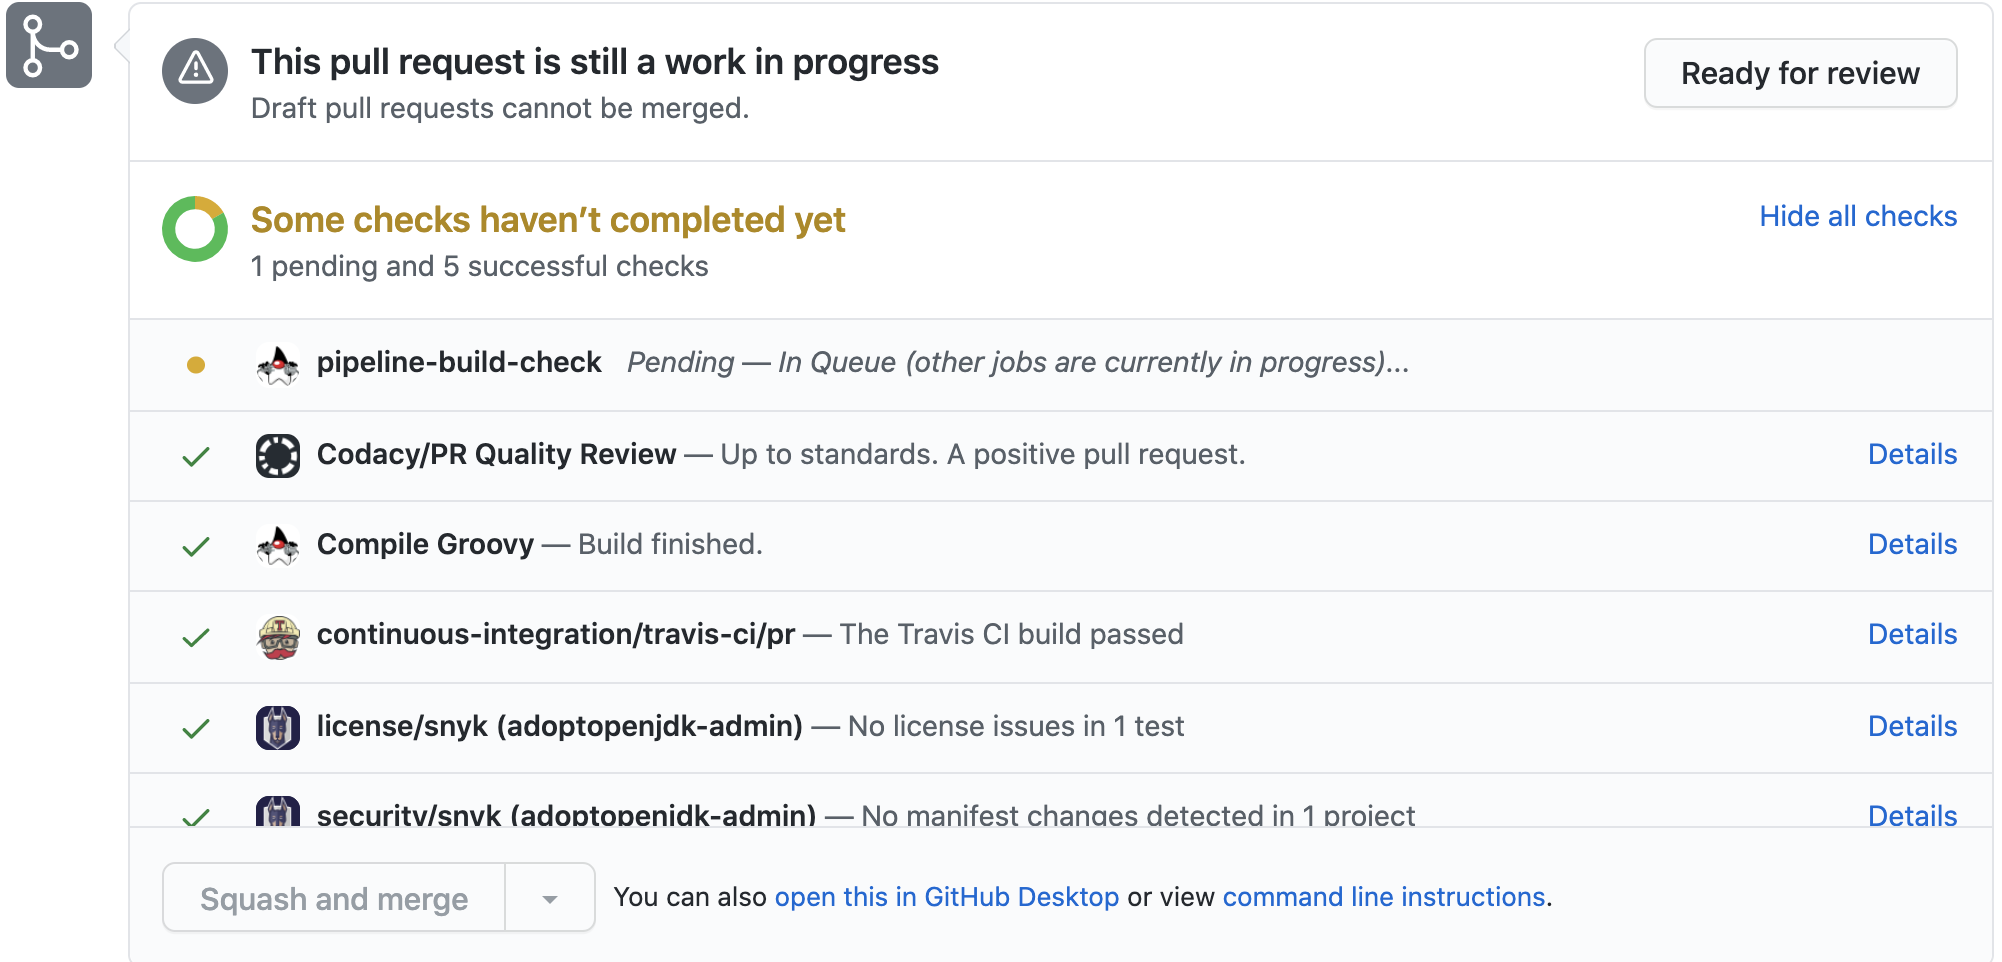 This pull request is still a work in progress
Draft pull requests cannot be merged.
Ready for review
Some checks haven’t completed yet
1 pending and 5 successful checks
Hide all checks
pipeline-build-check Pending — In Queue (other jobs are currently in progress)...
Codacy/PR Quality Review — Up to standards. A positive pull request. Details
Compile Groovy — Build finished. Details
continuous-integration/travis-ci/pr — The Travis CI build passed Details
license/snyk (adoptopenjdk-admin) — No license issues in 1 test Details
security/snyk (adoptopenjdk-admin) — No manifest changes detected in 1 project Details
Squash and merge
You can also open this in GitHub Desktop or view command line instructions.